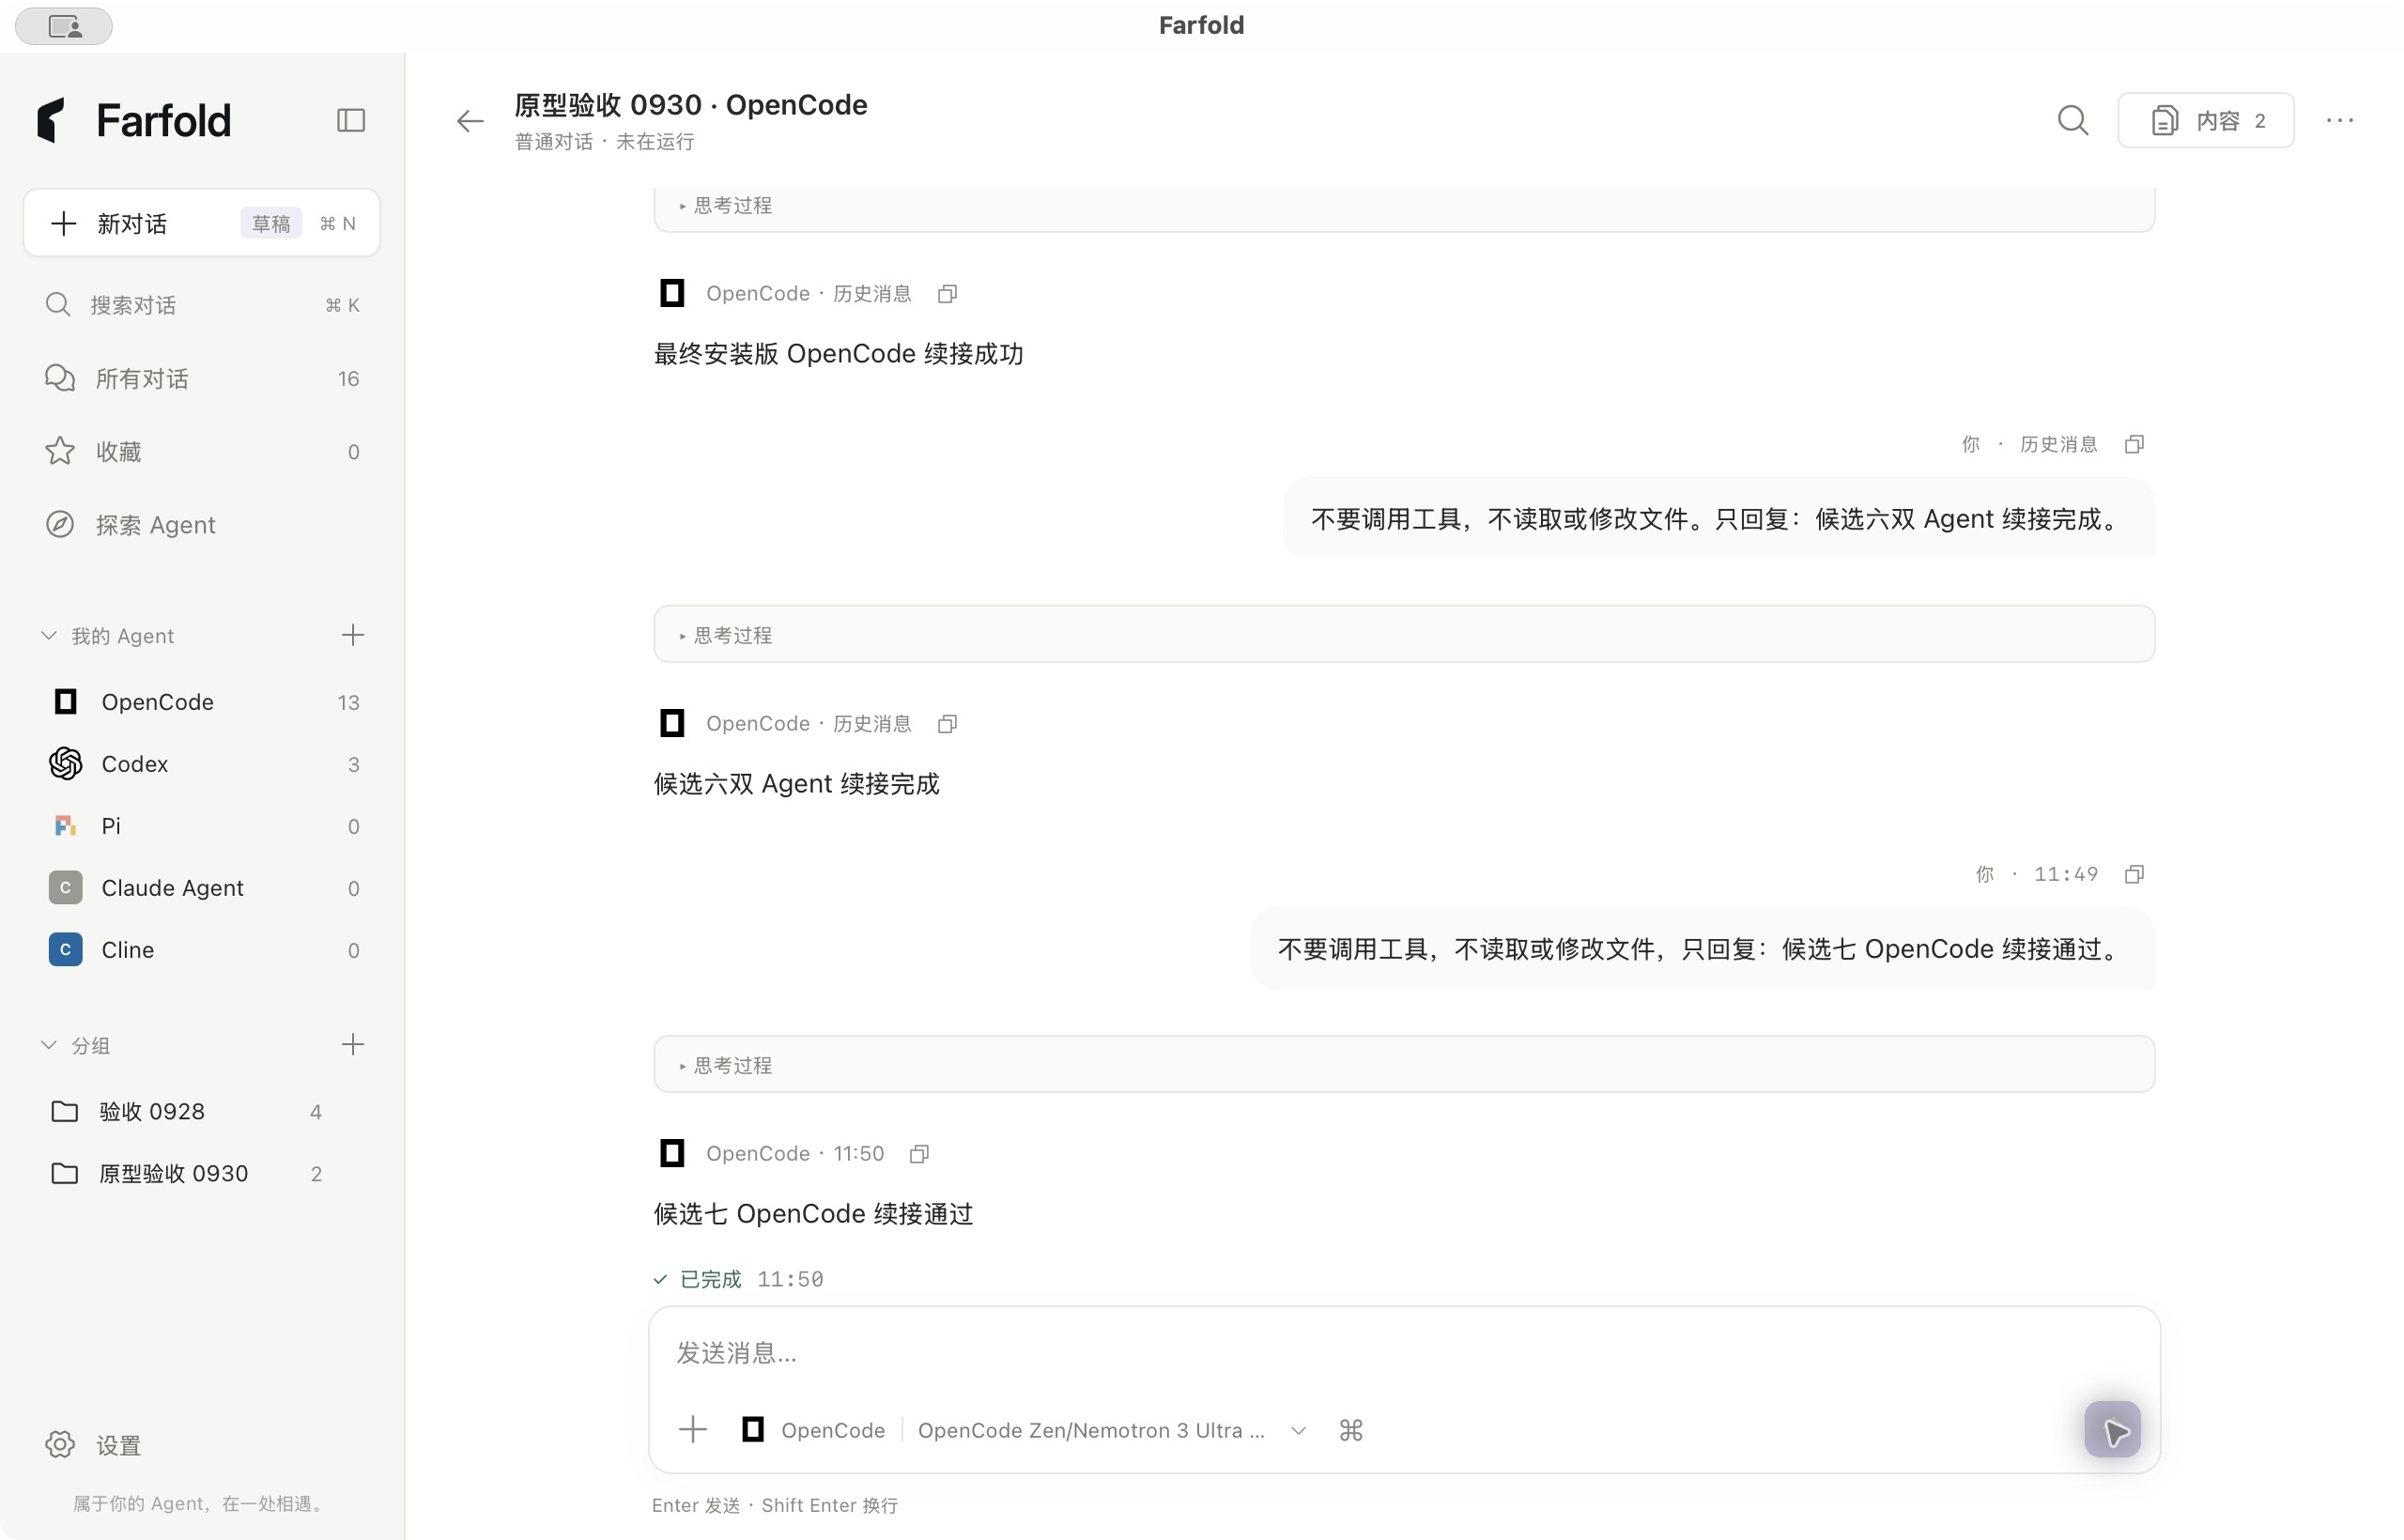 Farfold
Farfold
新对话 草稿 ⌘ N
搜索对话 ⌘ K
所有对话 16
收藏 0
探索 Agent
我的 Agent
OpenCode 13
Codex 3
Pi 0
C Claude Agent 0
C Cline 0
分组
验收 0928 4
原型验收 0930 2
设置
属于你的 Agent，在一处相遇。
原型验收 0930 · OpenCode
普通对话 · 未在运行
内容 2
▸ 思考过程
OpenCode · 历史消息
最终安装版 OpenCode 续接成功
你 · 历史消息
不要调用工具，不读取或修改文件。只回复：候选六双 Agent 续接完成。
▸ 思考过程
OpenCode · 历史消息
候选六双 Agent 续接完成
你 · 11:49
不要调用工具，不读取或修改文件，只回复：候选七 OpenCode 续接通过。
▸ 思考过程
OpenCode · 11:50
候选七 OpenCode 续接通过
✓ 已完成 11:50
发送消息...
OpenCode OpenCode Zen/Nemotron 3 Ultra ... ⌘
Enter 发送 · Shift Enter 换行